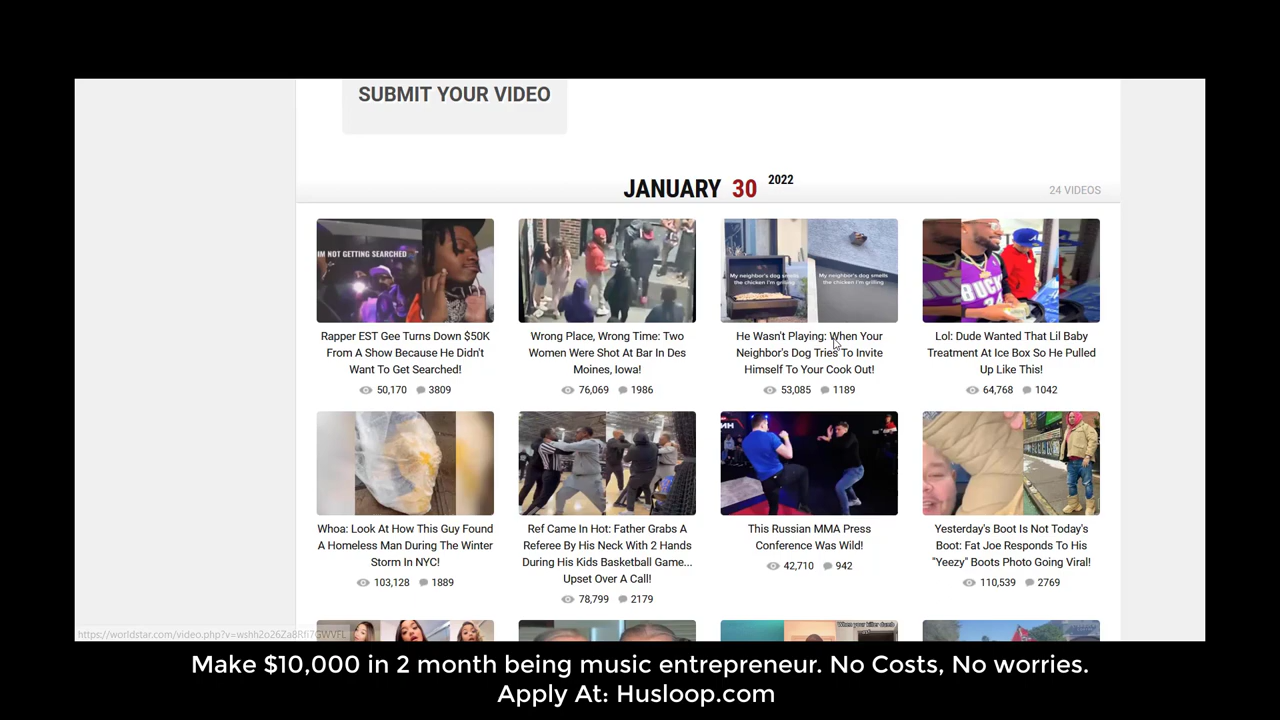 SUBMIT YOUR VIDEO
JANUARY 30 2022
24 VIDEOS
IM NOT GETTING SEARCHED
My neighbor's dog smells
the chicken I'm grilling
My neighbor's dog smells
the chicken I'm grilling
BUCKS
Rapper EST Gee Turns Down $50K
From A Show Because He Didn't
Want To Get Searched!
50,170 3809
Wrong Place, Wrong Time: Two
Women Were Shot At Bar In Des
Moines, Iowa!
76,069 1986
He Wasn't Playing: When Your
Neighbor's Dog Tries To Invite
Himself To Your Cook Out!
53,085 1189
Lol: Dude Wanted That Lil Baby
Treatment At Ice Box So He Pulled
Up Like This!
64,768 1042
Whoa: Look At How This Guy Found
A Homeless Man During The Winter
Storm In NYC!
103,128 1889
Ref Came In Hot: Father Grabs A
Referee By His Neck With 2 Hands
During His Kids Basketball Game...
Upset Over A Call!
78,799 2179
This Russian MMA Press
Conference Was Wild!
42,710 942
Yesterday's Boot Is Not Today's
Boot: Fat Joe Responds To His
"Yeezy" Boots Photo Going Viral!
110,539 2769
When your killer dumb
Make $10,000 in 2 month being music entrepreneur. No Costs, No worries.
Apply At: Husloop.com